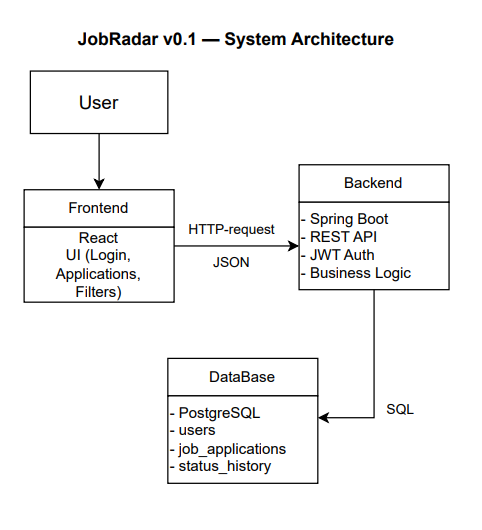 JobRadar v0.1 — System Architecture
User
Frontend
React
UI (Login,
Applications,
Filters)
HTTP-request
JSON
Backend
- Spring Boot
- REST API
- JWT Auth
- Business Logic
SQL
DataBase
- PostgreSQL
- users
- job_applications
- status_history